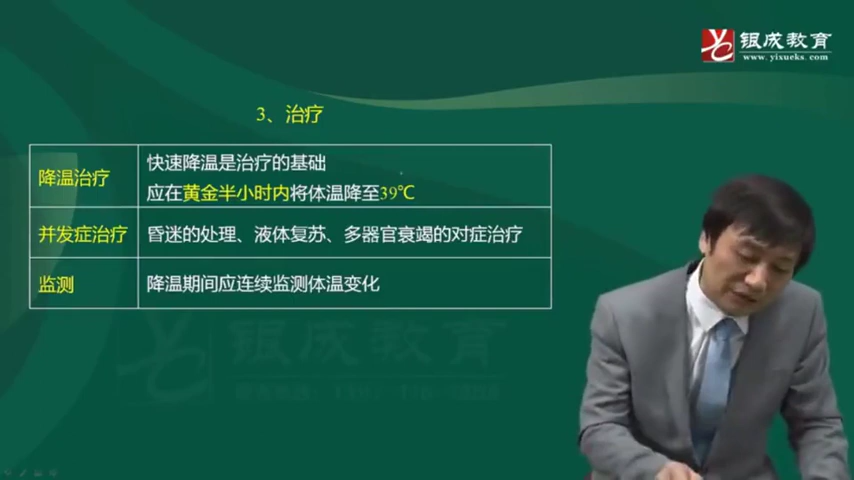 银成教育
www.yixueks.com
3、治疗
降温治疗
快速降温是治疗的基础
应在黄金半小时内将体温降至39℃
并发症治疗
昏迷的处理、液体复苏、多器官衰竭的对症治疗
监测
降温期间应连续监测体温变化
银成教育